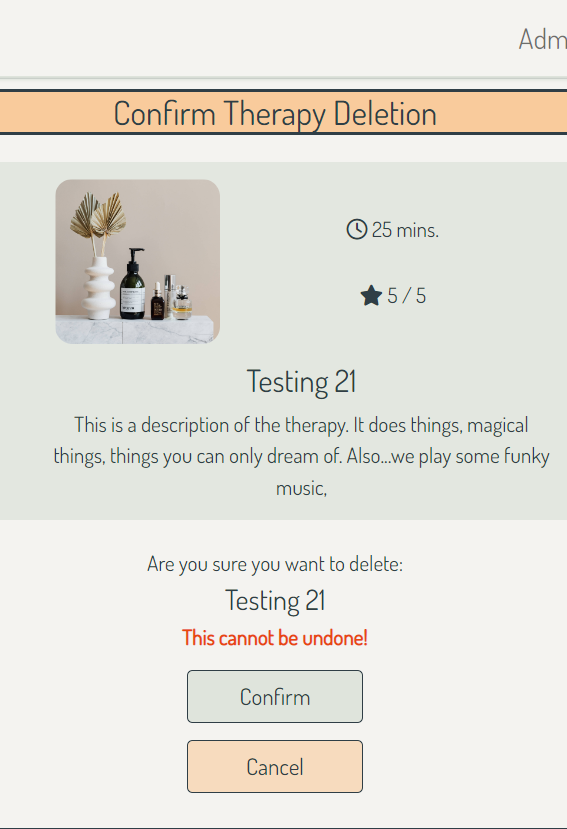 Adm
Confirm Therapy Deletion
25 mins.
5 / 5
Testing 21
This is a description of the therapy. It does things, magical
things, things you can only dream of. Also...we play some funky
music,
Are you sure you want to delete:
Testing 21
This cannot be undone!
Confirm
Cancel